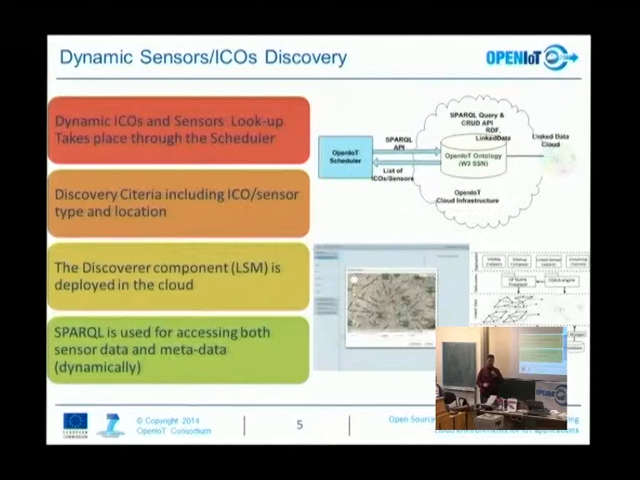 Dynamic Sensors/ICOs Discovery
OPENIoT
Dynamic ICOs and Sensors Look-up
Takes place through the Scheduler
Discovery Citeria including ICO/sensor
type and location
The Discoverer component (LSM) is
deployed in the cloud
SPARQL is used for accessing both
sensor data and meta-data
(dynamically)
OpenIoT
Scheduler
SPARQL
API
List of
ICOs/Sensors
SPARQL Query &
CRUD API
RDF,
LinkedData
OpenIoT Ontology
(W3 SSN)
OpenIoT
Cloud Infrastructure
Linked Data
Cloud
EUROPEAN
COMMISSION
© Copyright 2014
OpenIoT Consortium
5
Open Source